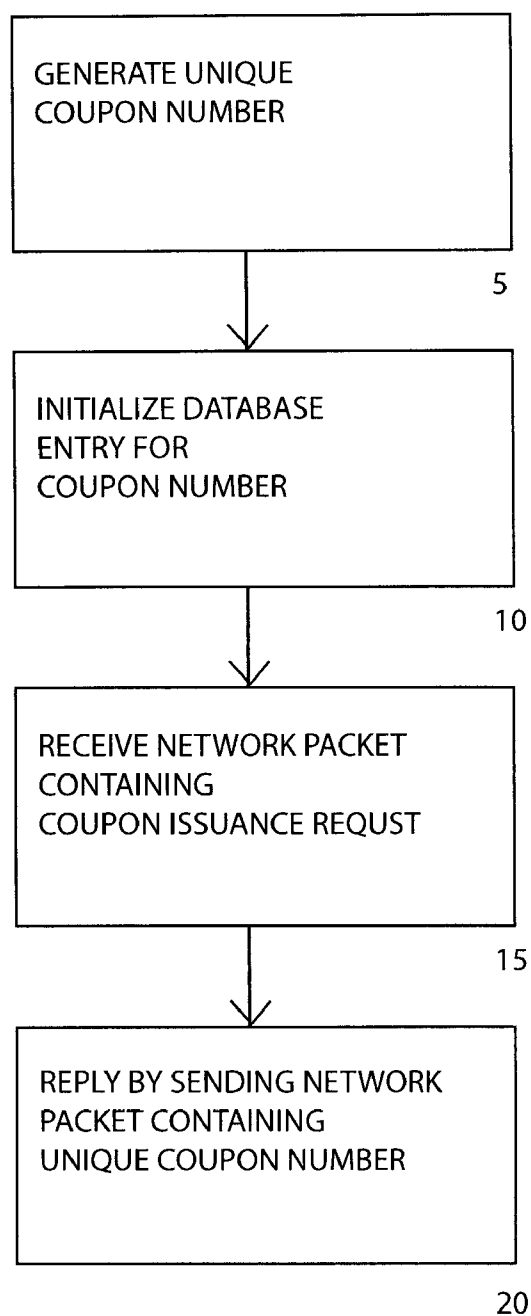 GENERATE UNIQUE
COUPON NUMBER
5
INITIALIZE DATABASE
ENTRY FOR
COUPON NUMBER
10
RECEIVE NETWORK PACKET
CONTAINING
COUPON ISSUANCE REQUST
15
REPLY BY SENDING NETWORK
PACKET CONTAINING
UNIQUE COUPON NUMBER
20